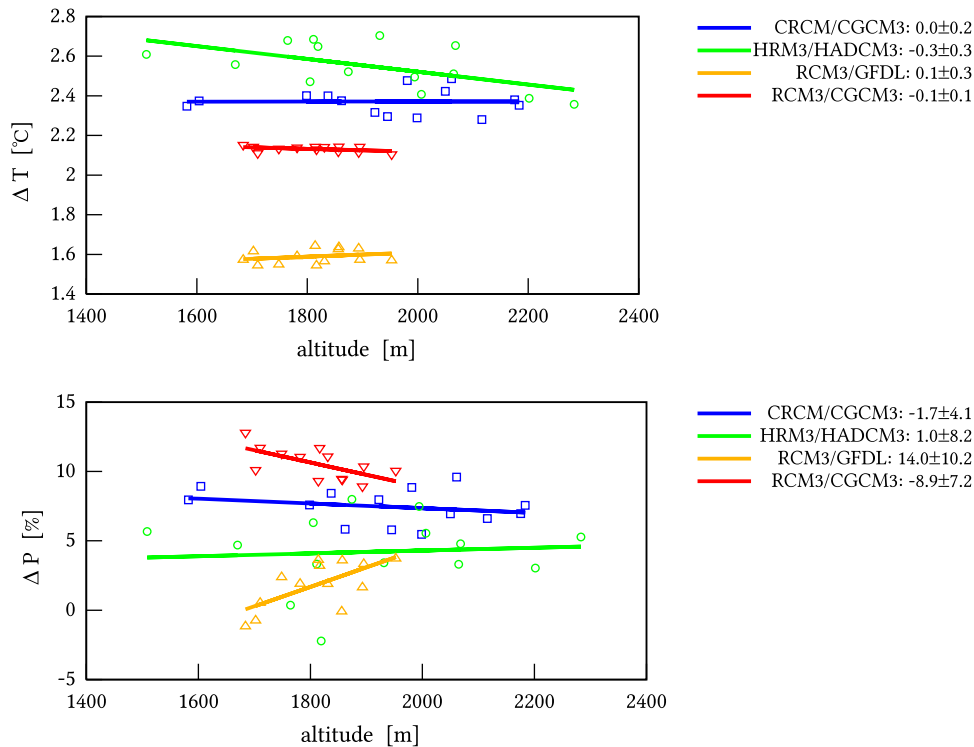 2.8
2.6
2.4
2.2
2
1.8
1.6
1.4
1400 1600 1800 2000 2200 2400
Δ T [℃]
altitude [m]
CRCM/CGCM3: 0.0±0.2
HRM3/HADCM3: -0.3±0.3
RCM3/GFDL: 0.1±0.3
RCM3/CGCM3: -0.1±0.1
15
10
5
0
-5
1400 1600 1800 2000 2200 2400
Δ P [%]
altitude [m]
CRCM/CGCM3: -1.7±4.1
HRM3/HADCM3: 1.0±8.2
RCM3/GFDL: 14.0±10.2
RCM3/CGCM3: -8.9±7.2